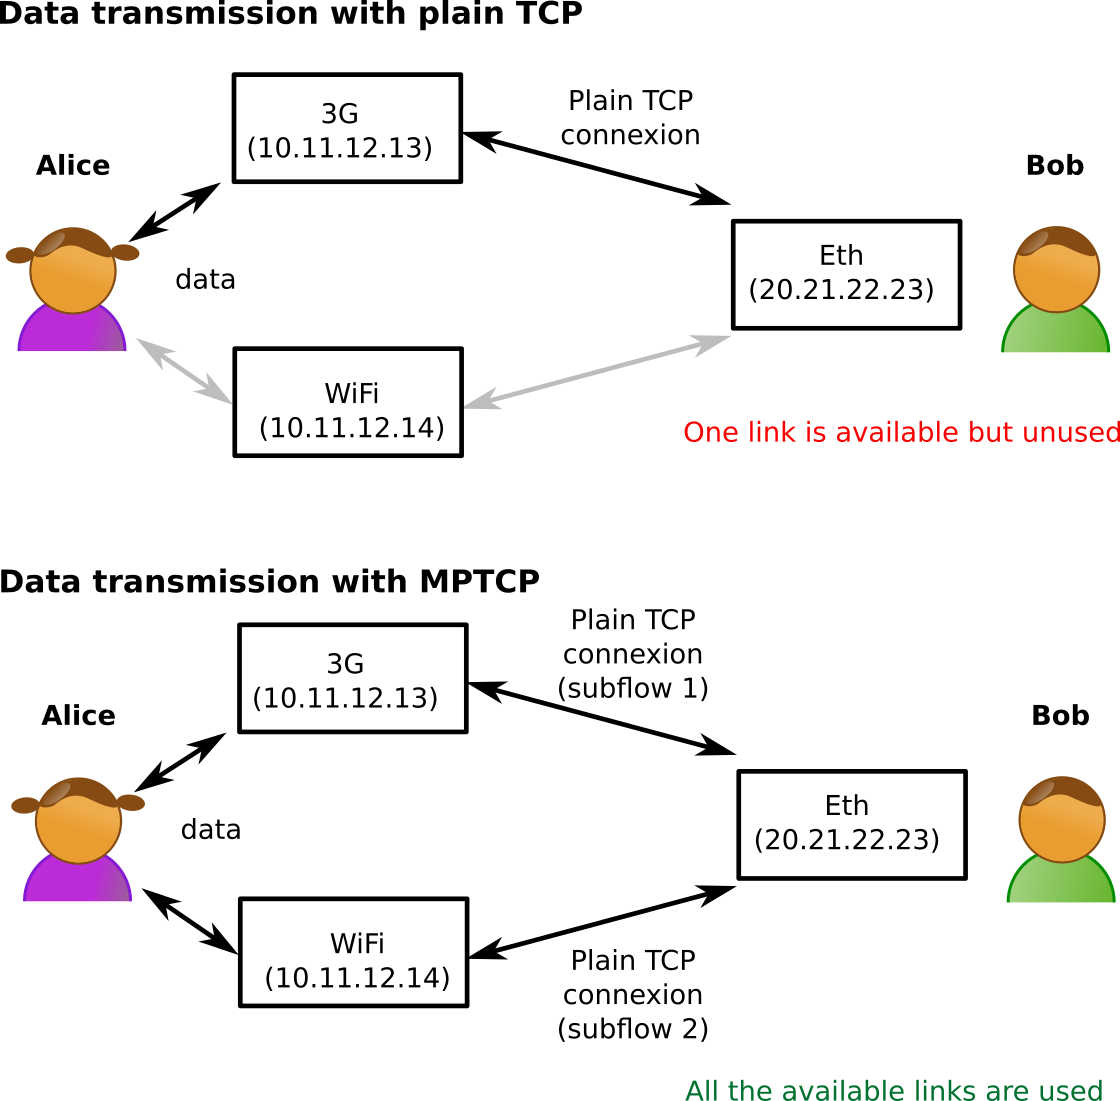 Data transmission with plain TCP
3G
(10.11.12.13)
Plain TCP
connexion
Alice
Bob
data
Eth
(20.21.22.23)
WiFi
(10.11.12.14)
One link is available but unused
Data transmission with MPTCP
Plain TCP
connexion
(subflow 1)
3G
(10.11.12.13)
Alice
Bob
data
Eth
(20.21.22.23)
WiFi
(10.11.12.14)
Plain TCP
connexion
(subflow 2)
All the available links are used